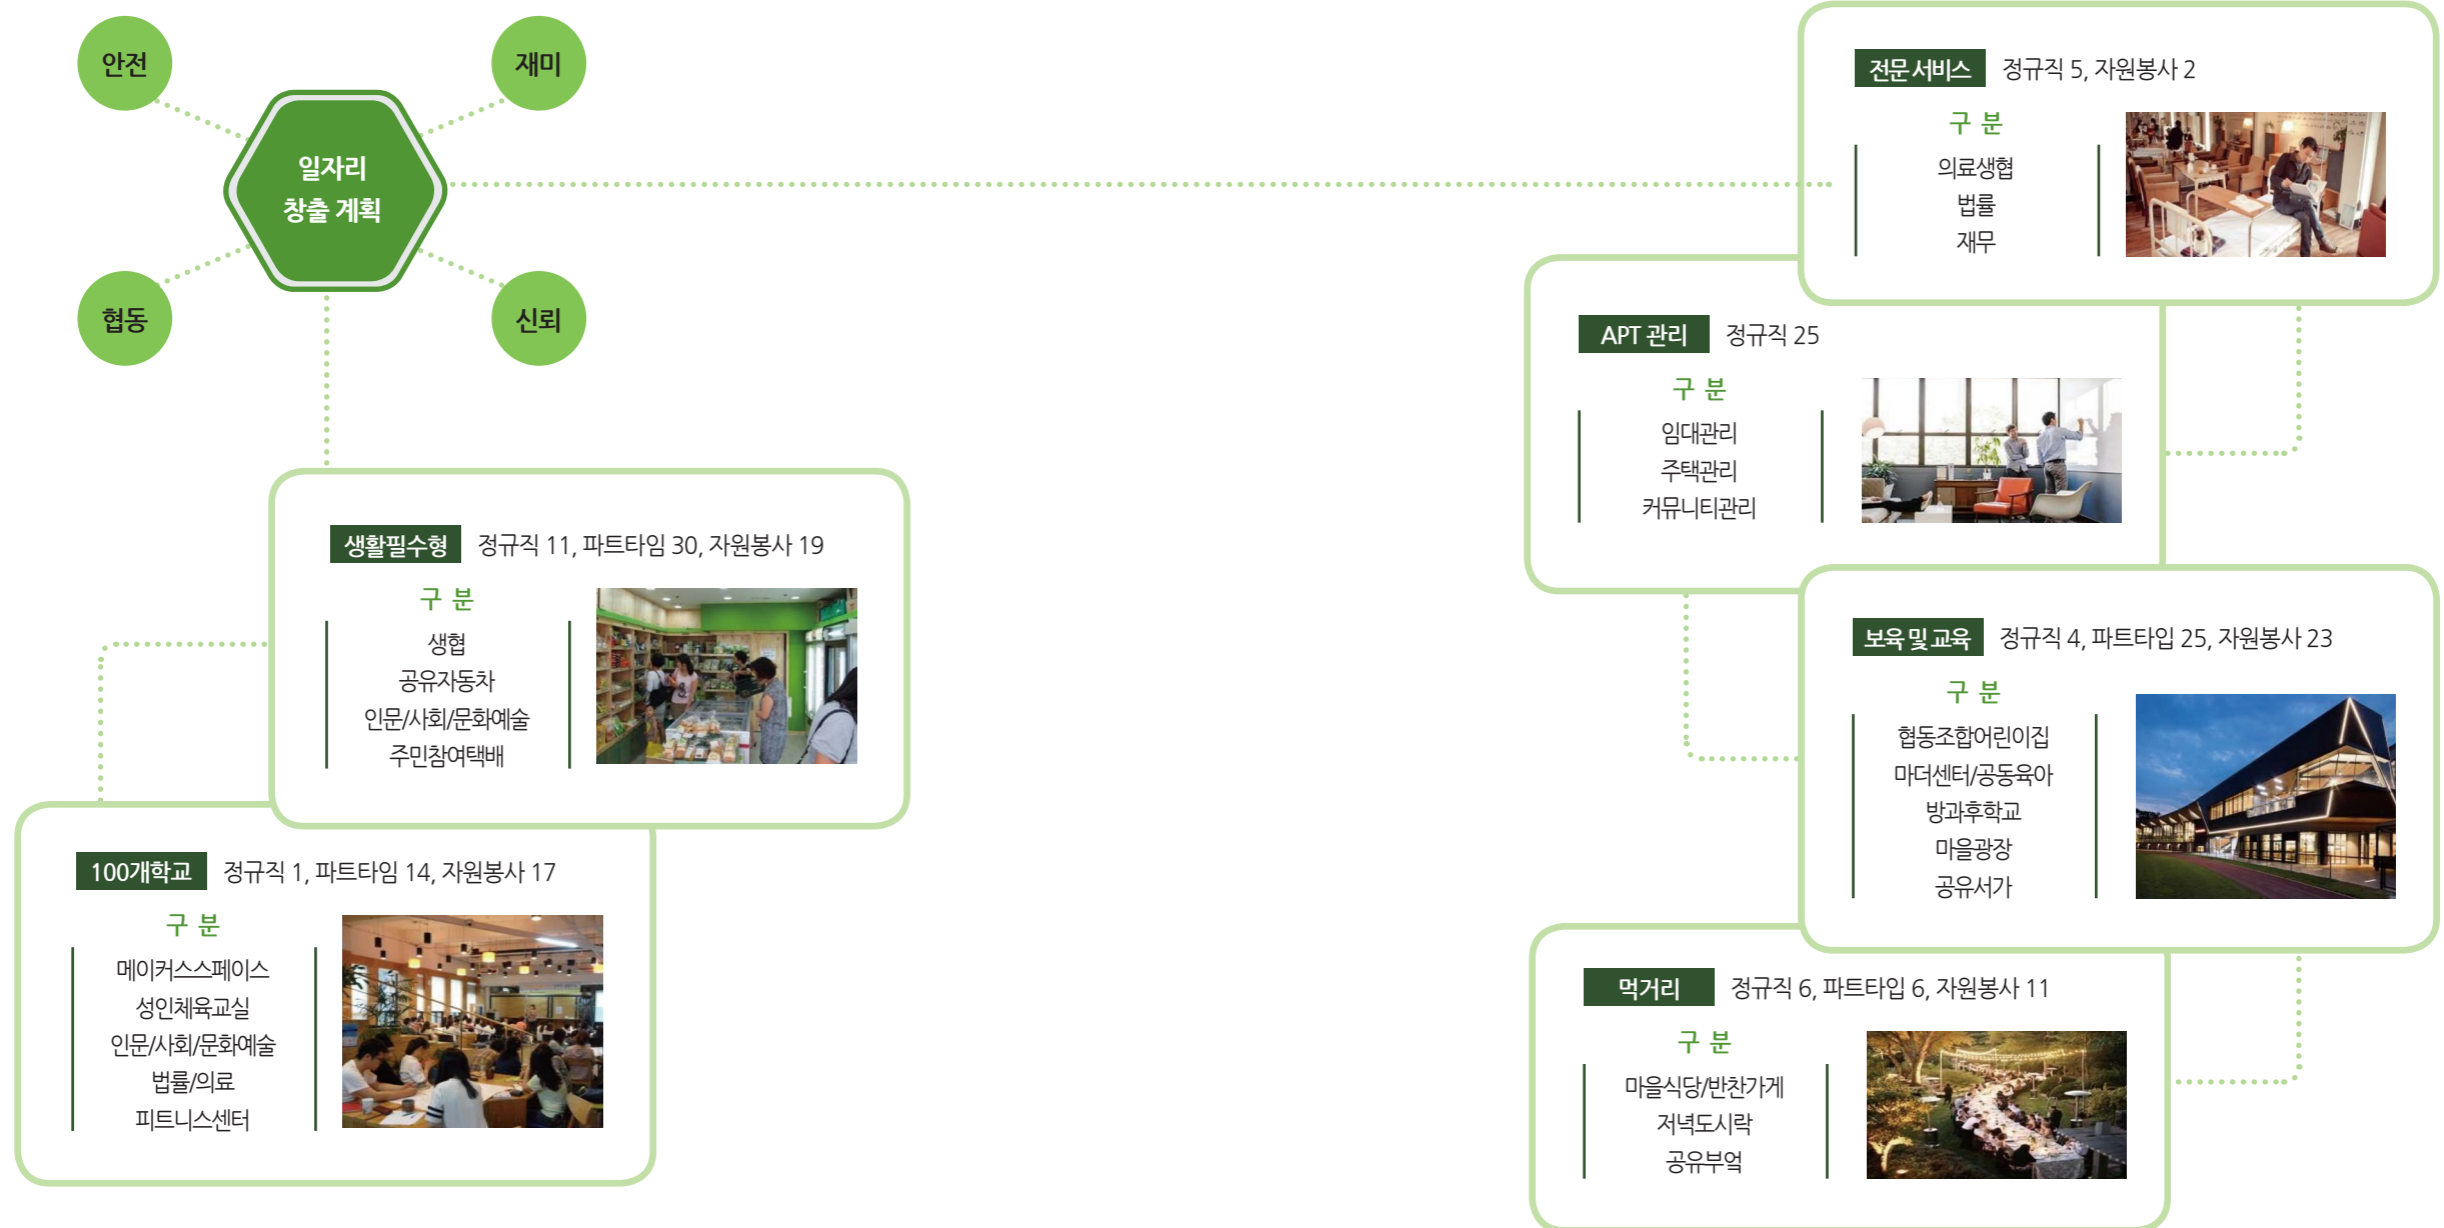 안전
재미
일자리
창출 계획
협동
신뢰
생활필수형 정규직 11, 파트타임 30, 자원봉사 19
구 분
생협
공유자동차
인문/사회/문화예술
주민참여택배
100개학교 정규직 1, 파트타임 14, 자원봉사 17
구 분
메이커스스페이스
성인체육교실
인문/사회/문화예술
법률/의료
피트니스센터
전문 서비스 정규직 5, 자원봉사 2
구 분
의료생협
법률
재무
APT 관리 정규직 25
구 분
임대관리
주택관리
커뮤니티관리
보육 및 교육 정규직 4, 파트타입 25, 자원봉사 23
구 분
협동조합어린이집
마더센터/공동육아
방과후학교
마을광장
공유서가
먹거리 정규직 6, 파트타입 6, 자원봉사 11
구 분
마을식당/반찬가게
저녁도시락
공유부엌